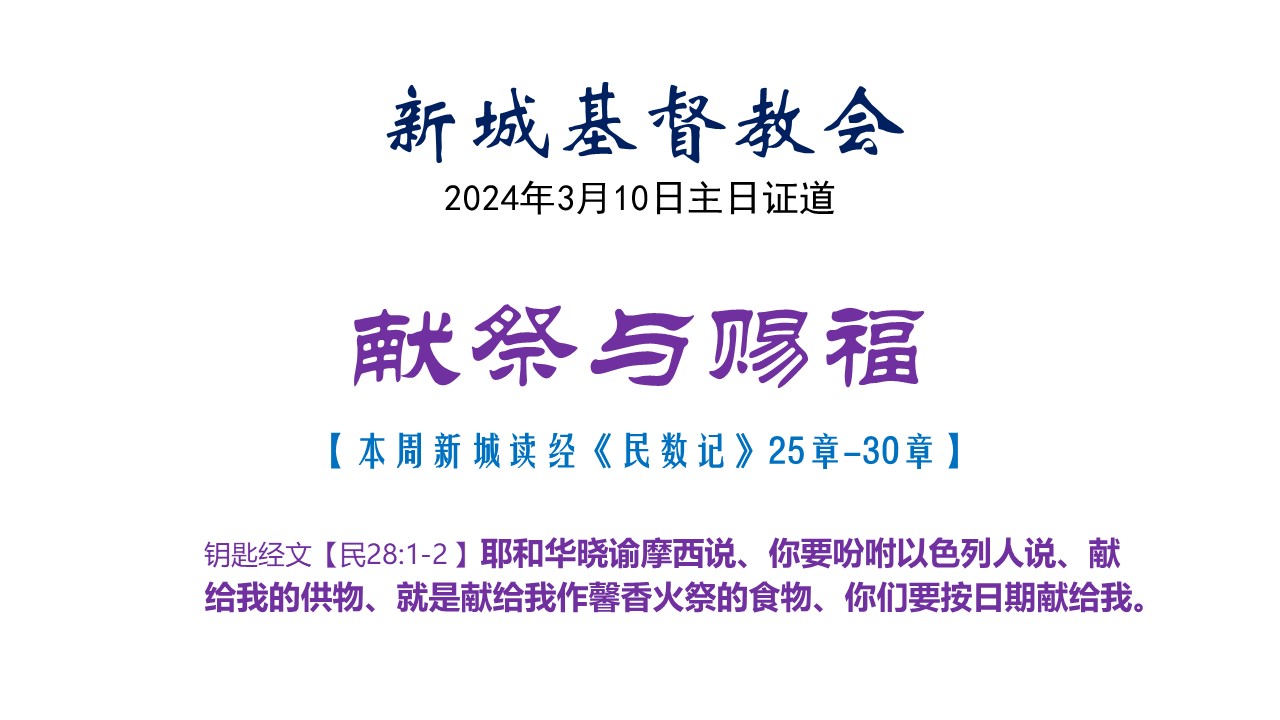 新城基督教会
2024年3月10日主日证道
献祭与赐福
【本周新城读经《民数记》25章-30章】
钥匙经文【民28:1-2】耶和华晓谕摩西说、你要吩咐以色列人说、献
给我的供物、就是献给我作馨香火祭的食物、你们要按日期献给我。